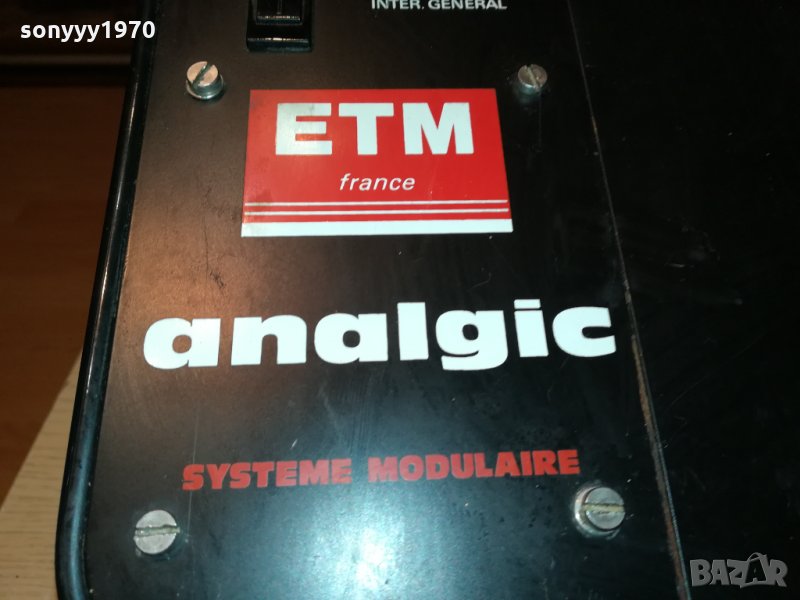 sonyyy1970
INTER. GENERAL
ETM
france
analgic
SYSTEME MODULAIRE
BAZAR